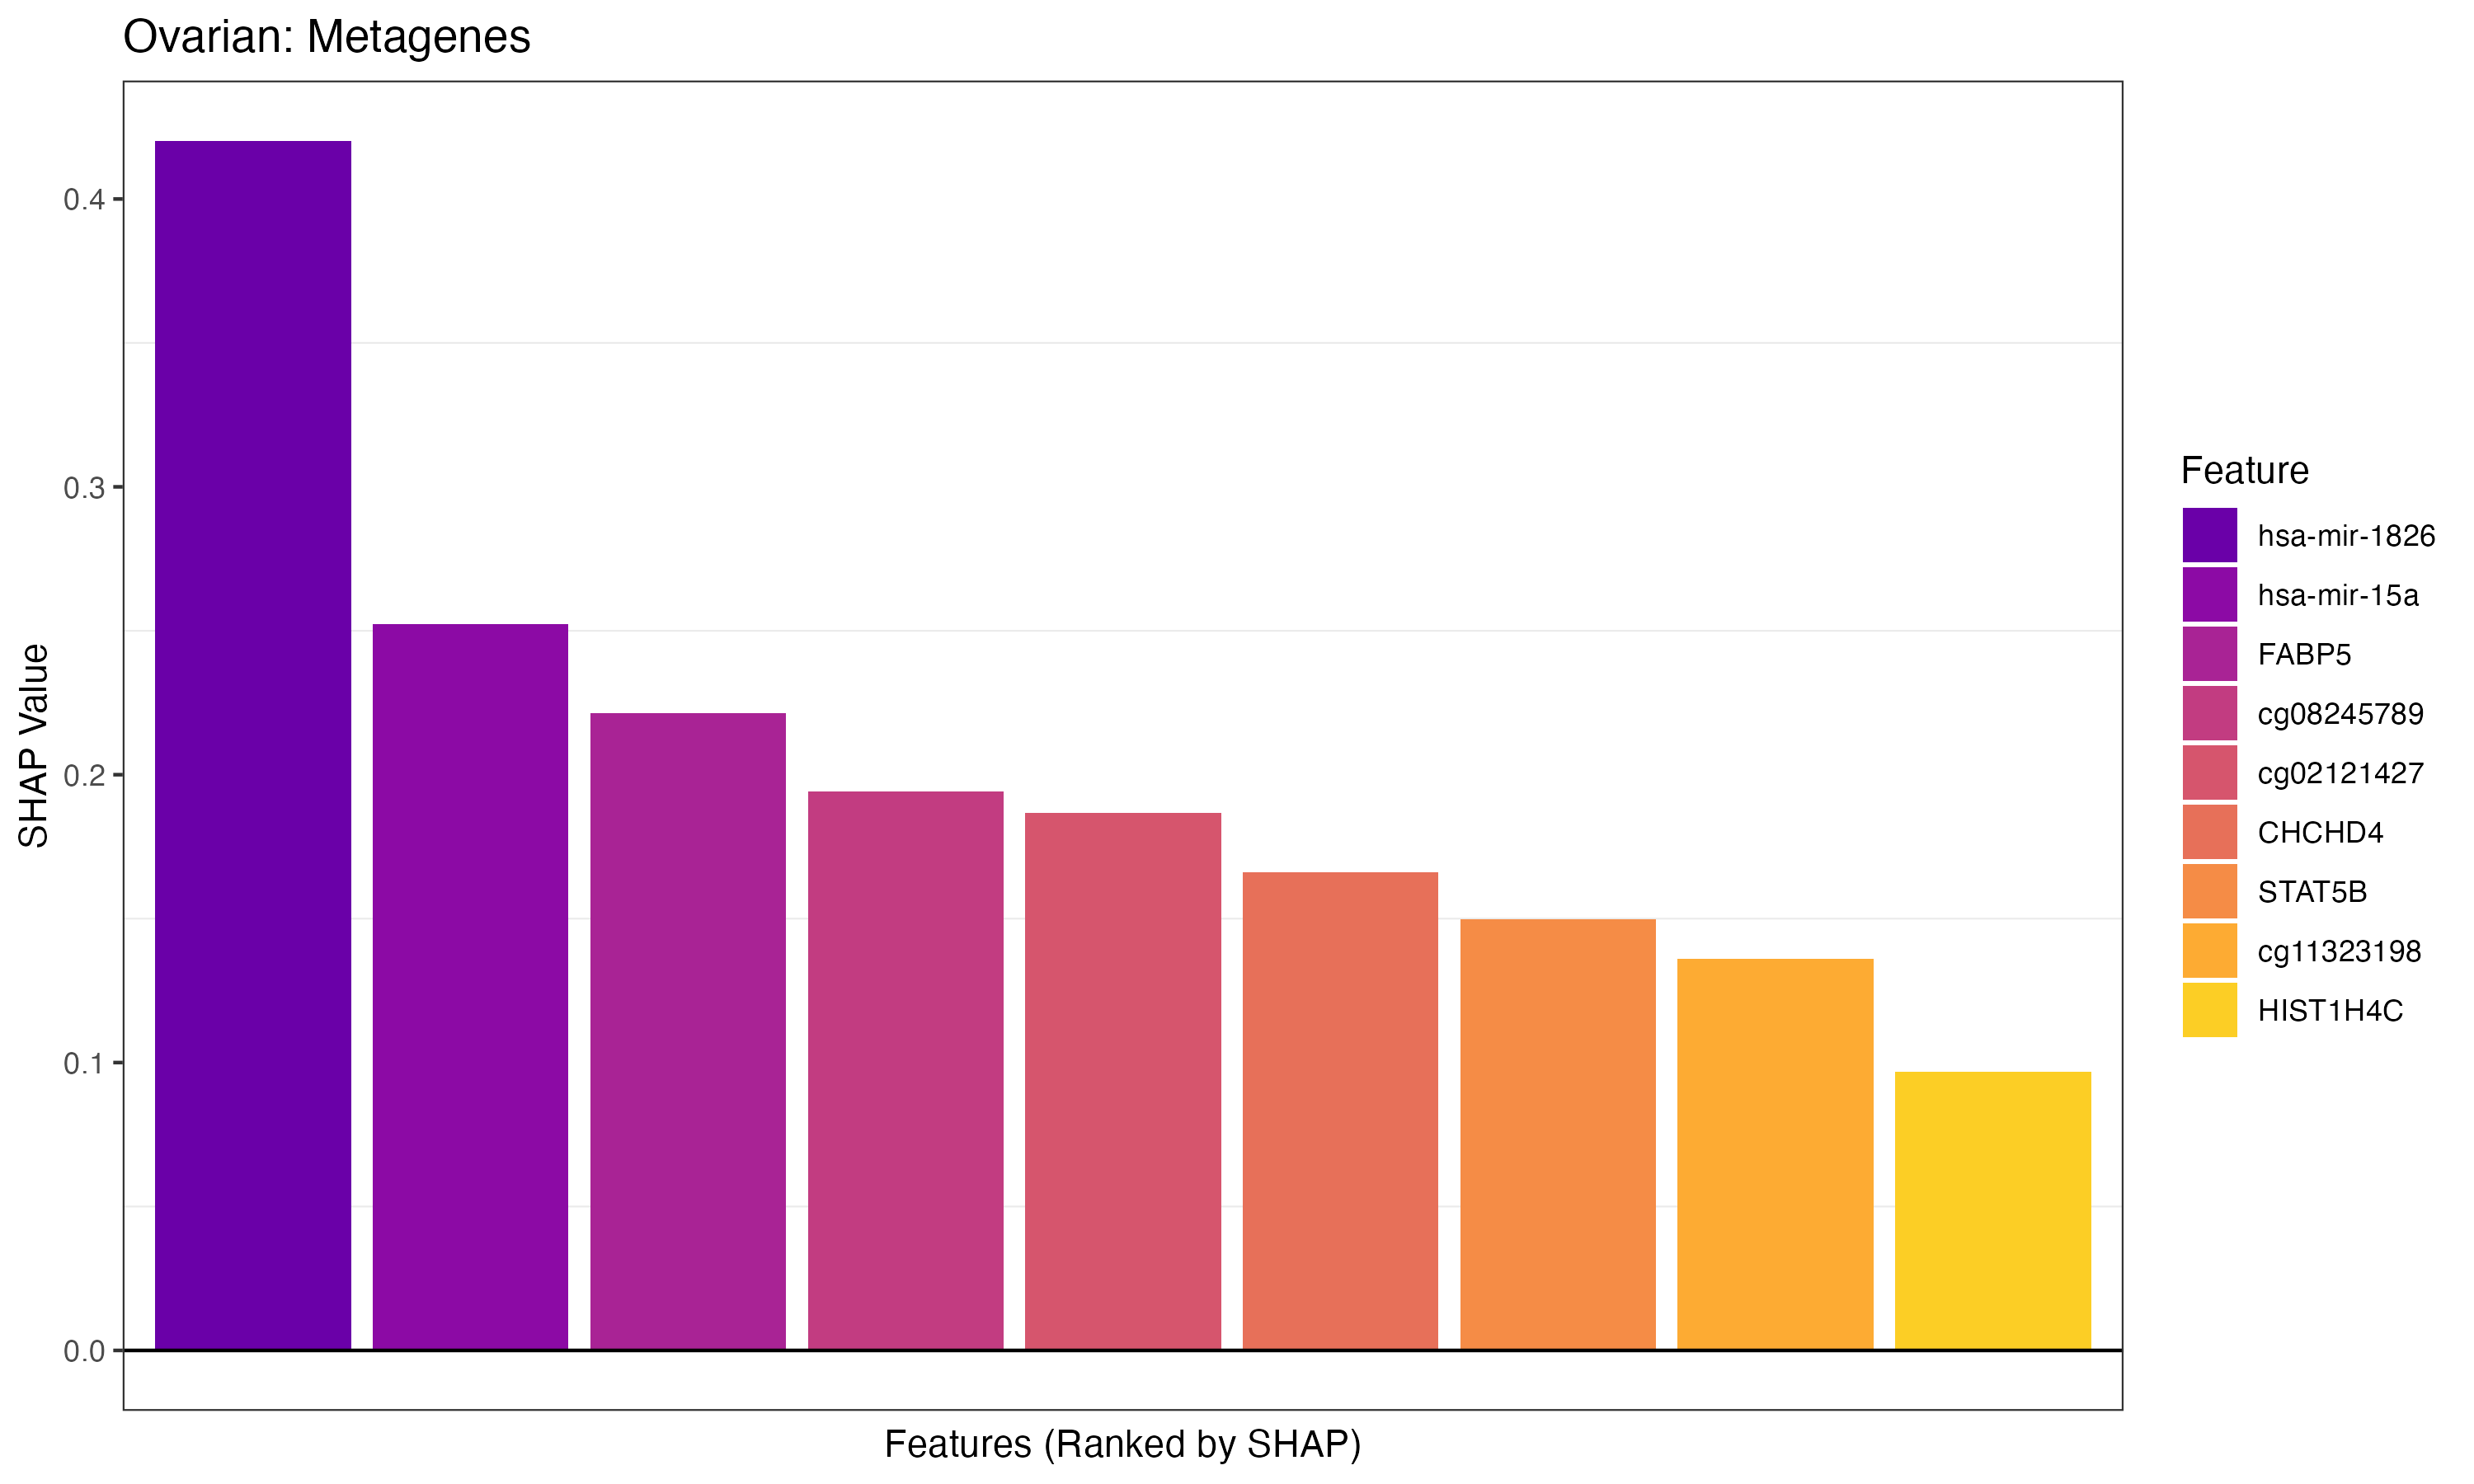 Ovarian: Metagenes
SHAP Value
0.4
0.3
0.2
0.1
0.0
Features (Ranked by SHAP)
Feature
hsa-mir-1826
hsa-mir-15a
FABP5
cg08245789
cg02121427
CHCHD4
STAT5B
cg11323198
HIST1H4C